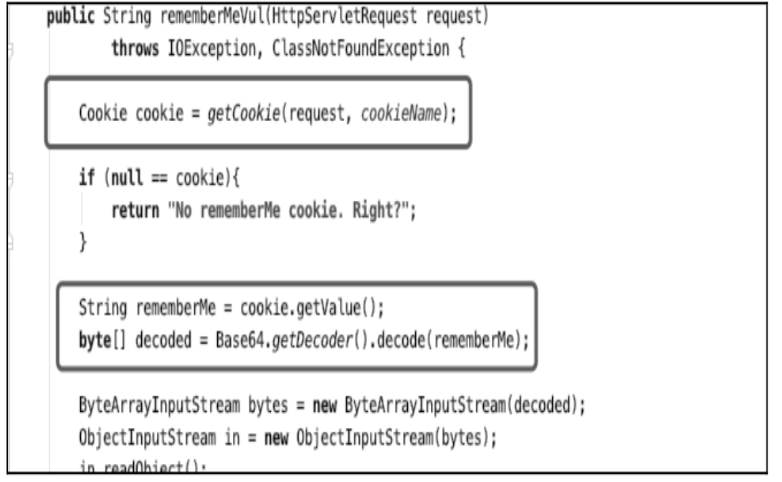 public String rememberMeVul(HttpServletRequest request)
throws IOException, ClassNotFoundException {
Cookie cookie = getCookie(request, cookieName);
if (null == cookie){
return "No rememberMe cookie. Right?";
}
String rememberMe = cookie.getValue();
byte[] decoded = Base64.getDecoder().decode(rememberMe);
ByteArrayInputStream bytes = new ByteArrayInputStream(decoded);
ObjectInputStream in = new ObjectInputStream(bytes);
in.readObject();